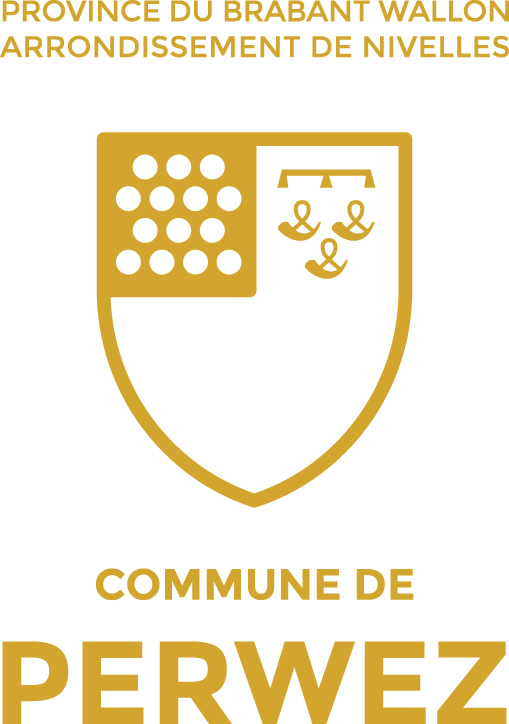 PROVINCE DU BRABANT WALLON
ARRONDISSEMENT DE NIVELLES
COMMUNE DE
PERWEZ